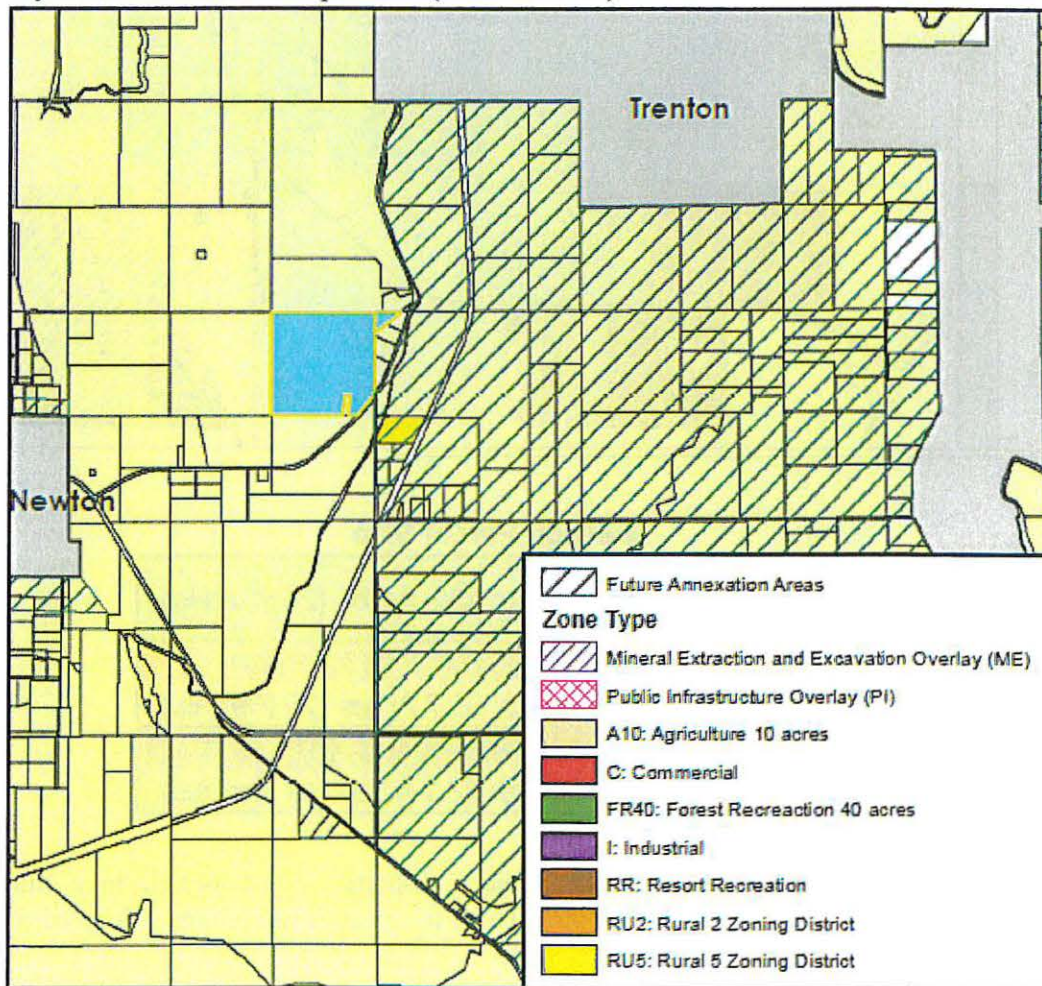 Trenton
Newton
Future Annexation Areas
Zone Type
Mineral Extraction and Excavation Overlay (ME)
Public Infrastructure Overlay (PI)
A10: Agriculture 10 acres
C: Commercial
FR40: Forest Recreaction 40 acres
I: Industrial
RR: Resort Recreation
RU2: Rural 2 Zoning District
RU5: Rural 5 Zoning District